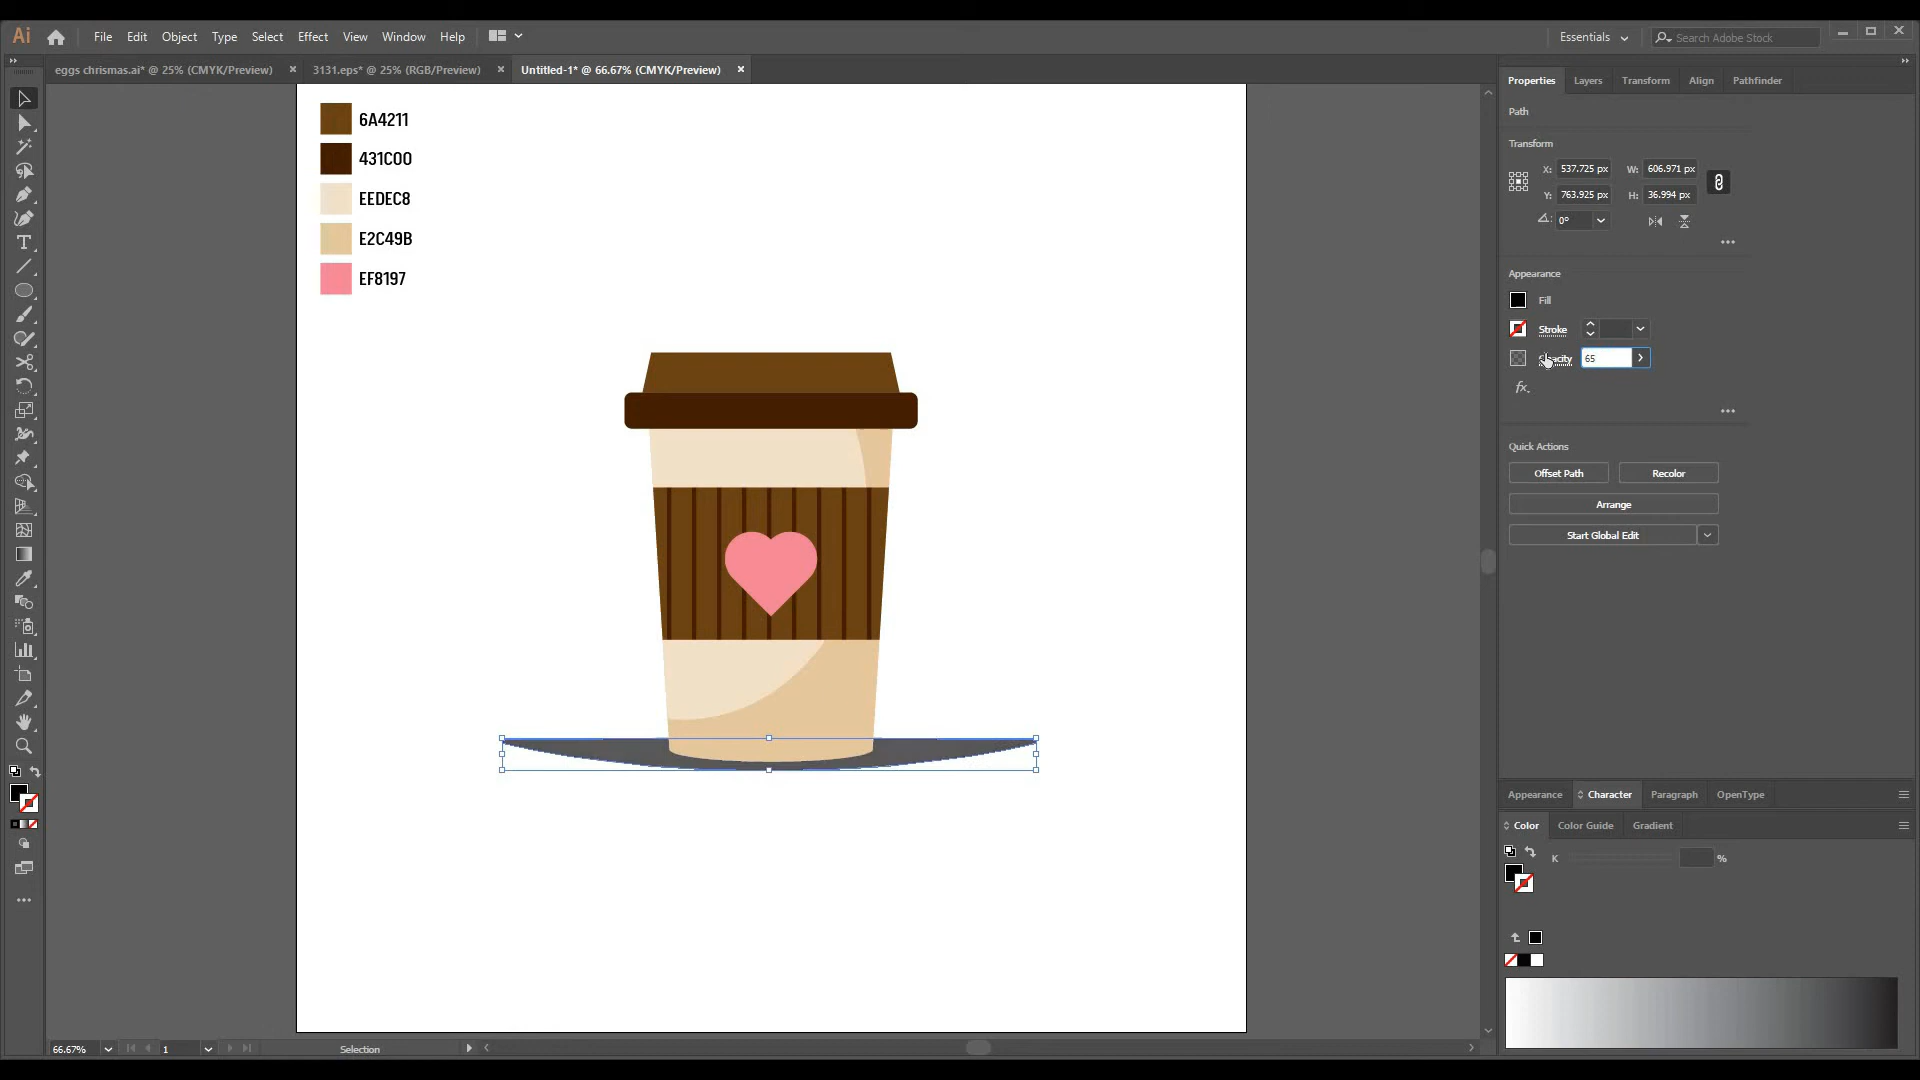 Ai File Edit Object Type Select Effect View Window Help Essentials Search Adobe Stock
eggs chrismas.ai* @ 25% (CMYK/Preview) × 3131.eps* @ 25% (RGB/Preview) × Untitled-1* @ 66.67% (CMYK/Preview) ×
Properties Layers Transform Align Pathfinder
Path
6A4211
431C00
EEDEC8
E2C49B
EF8197
Transform
X: 537.725 px W: 606.971 px
Y: 763.925 px H: 36.994 px
0°
Appearance
Fill
Stroke
Opacity 65
fx.
Quick Actions
Offset Path Recolor
Arrange
Start Global Edit
Appearance Character Paragraph OpenType
Color Color Guide Gradient
K %
66.67% 1 Selection